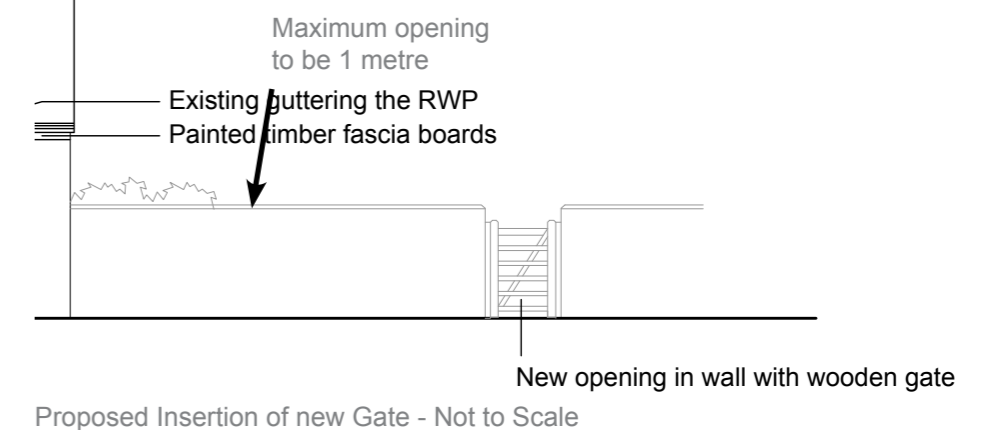 Maximum opening
to be 1 metre
Existing guttering the RWP
Painted timber fascia boards
New opening in wall with wooden gate
Proposed Insertion of new Gate - Not to Scale